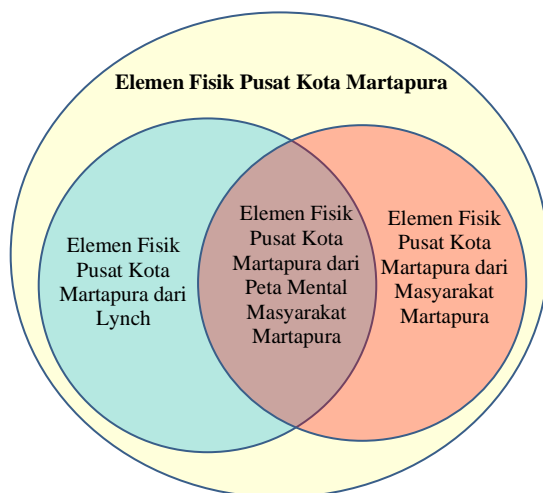 Elemen Fisik Pusat Kota Martapura
Elemen Fisik
Pusat Kota
Martapura dari
Lynch
Elemen Fisik
Pusat Kota
Martapura dari
Peta Mental
Masyarakat
Martapura
Elemen Fisik
Pusat Kota
Martapura dari
Masyarakat
Martapura